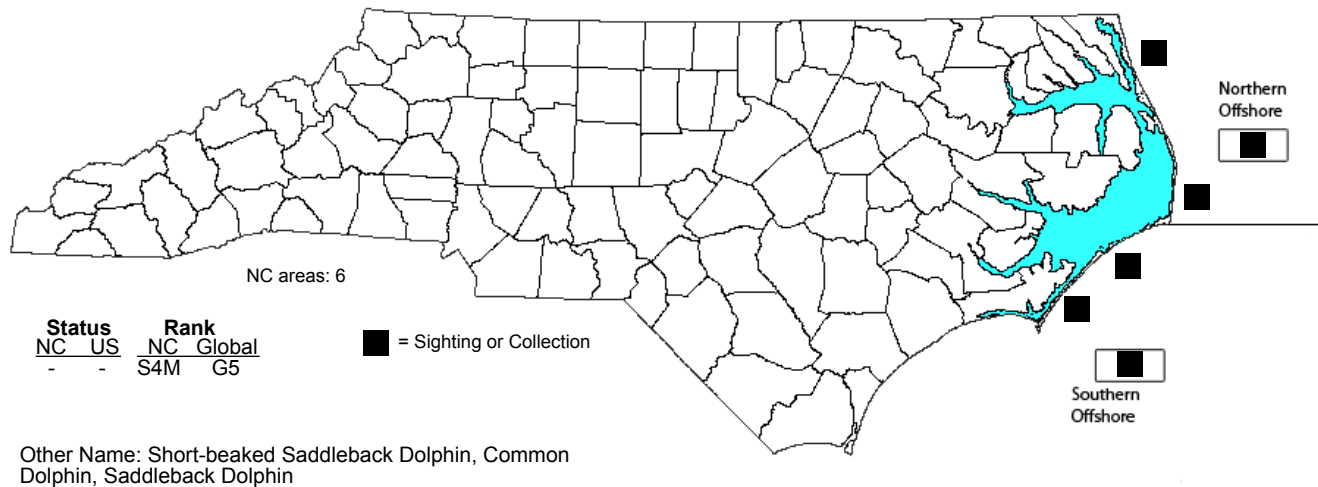 Northern
Offshore
NC areas: 6
Status Rank
NC US NC Global
- - S4M G5
= Sighting or Collection
Southern
Offshore
Other Name: Short-beaked Saddleback Dolphin, Common
Dolphin, Saddleback Dolphin